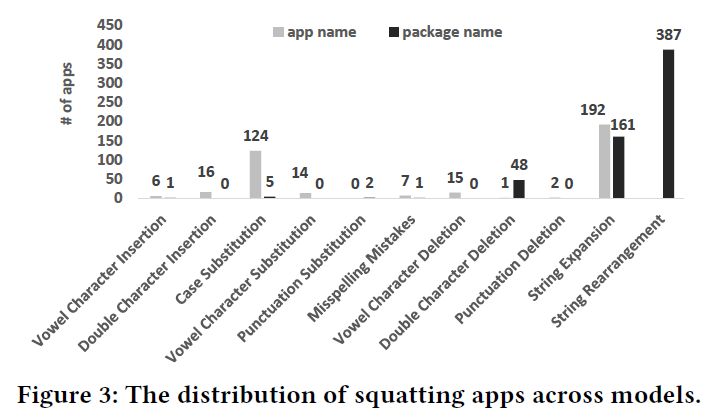 450
400
350
300
250
200
150
100
50
0
# of apps
app name package name
6 1 16 0 124 5 14 0 0 2 7 1 15 0 1 48 2 0 192 161 387
Vowel Character Insertion
Double Character Insertion
Case Substitution
Vowel Character Substitution
Punctuation Substitution
Misspelling Mistakes
Vowel Character Deletion
Double Character Deletion
Punctuation Deletion
String Expansion
String Rearrangement
Figure 3: The distribution of squatting apps across models.